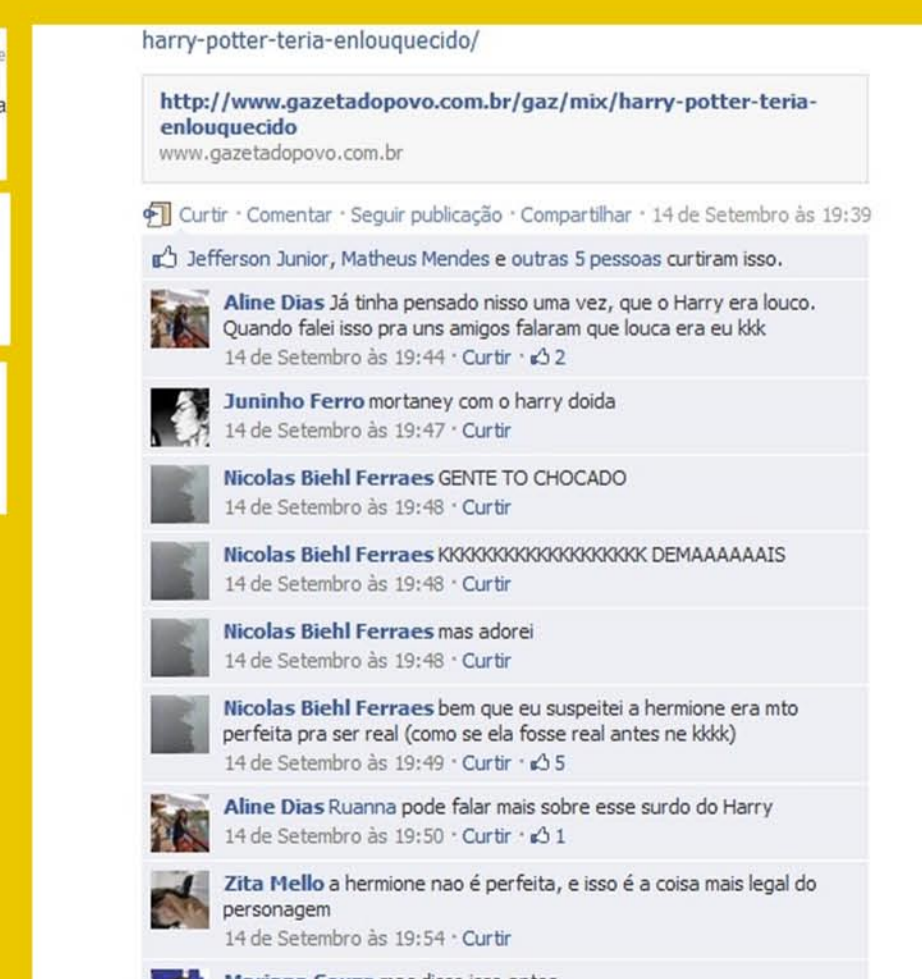 harry-potter-teria-enlouquecido/
http://www.gazetadopovo.com.br/gaz/mix/harry-potter-teria-
enlouquecido
www.gazetadopovo.com.br
Curtir · Comentar · Seguir publicação · Compartilhar · 14 de Setembro às 19:39
Jefferson Junior, Matheus Mendes e outras 5 pessoas curtiram isso.
Aline Dias Já tinha pensado nisso uma vez, que o Harry era louco.
Quando falei isso pra uns amigos falaram que louca era eu kkk
14 de Setembro às 19:44 · Curtir · 2
Juninho Ferro mortaney com o harry doida
14 de Setembro às 19:47 · Curtir
Nicolas Biehl Ferraes GENTE TO CHOCADO
14 de Setembro às 19:48 · Curtir
Nicolas Biehl Ferraes KKKKKKKKKKKKKKKKKKK DEMAAAAAAIS
14 de Setembro às 19:48 · Curtir
Nicolas Biehl Ferraes mas adorei
14 de Setembro às 19:48 · Curtir
Nicolas Biehl Ferraes bem que eu suspeitei a hermione era mto
perfeita pra ser real (como se ela fosse real antes ne kkkk)
14 de Setembro às 19:49 · Curtir · 5
Aline Dias Ruanna pode falar mais sobre esse surdo do Harry
14 de Setembro às 19:50 · Curtir · 1
Zita Mello a hermione nao é perfeita, e isso é a coisa mais legal do
personagem
14 de Setembro às 19:54 · Curtir